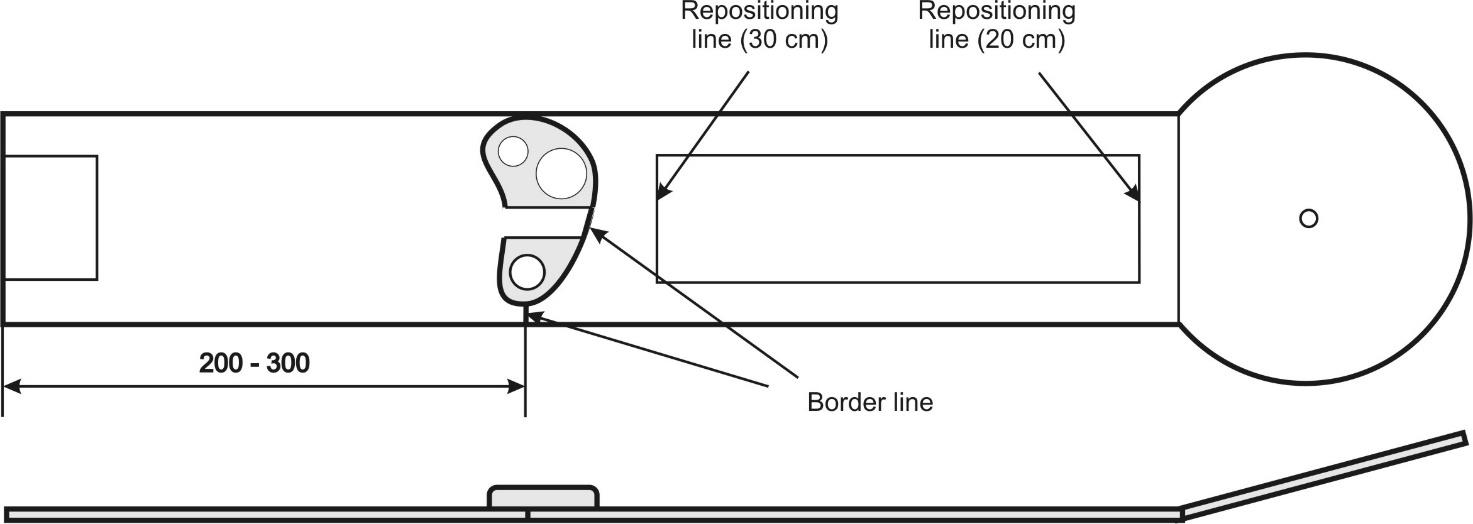 Repositioning
line (30 cm)
Repositioning
line (20 cm)
200 - 300
Border line